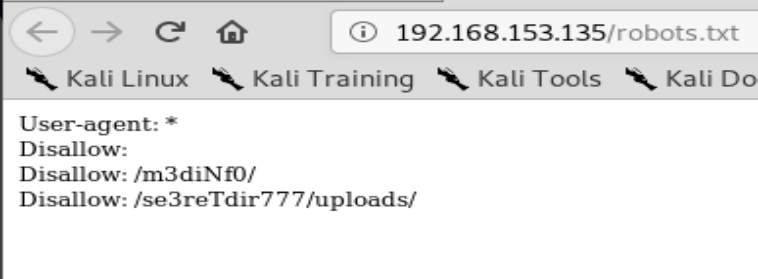 192.168.153.135/robots.txt
Kali Linux Kali Training Kali Tools Kali Do
User-agent: *
Disallow:
Disallow: /m3diNf0/
Disallow: /se3reTdir777/uploads/